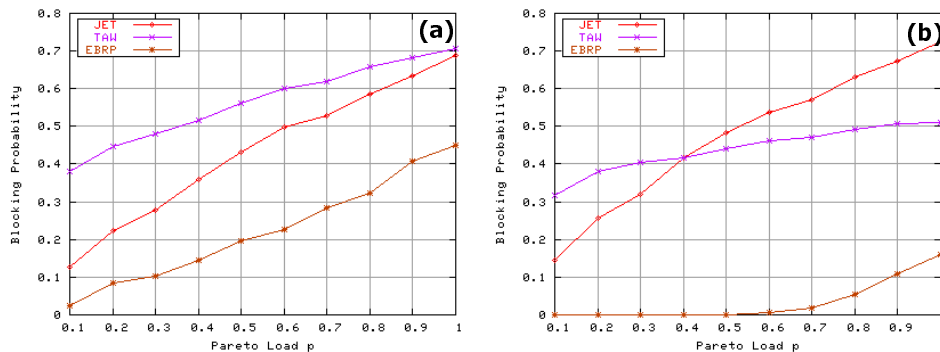 (a)
JET
TAW
EBRP
Blocking Probability
0.8
0.7
0.6
0.5
0.4
0.3
0.2
0.1
0
0.1 0.2 0.3 0.4 0.5 0.6 0.7 0.8 0.9 1
Pareto Load p
(b)
JET
TAW
EBRP
Blocking Probability
0.8
0.7
0.6
0.5
0.4
0.3
0.2
0.1
0
0.1 0.2 0.3 0.4 0.5 0.6 0.7 0.8 0.9
Pareto Load p